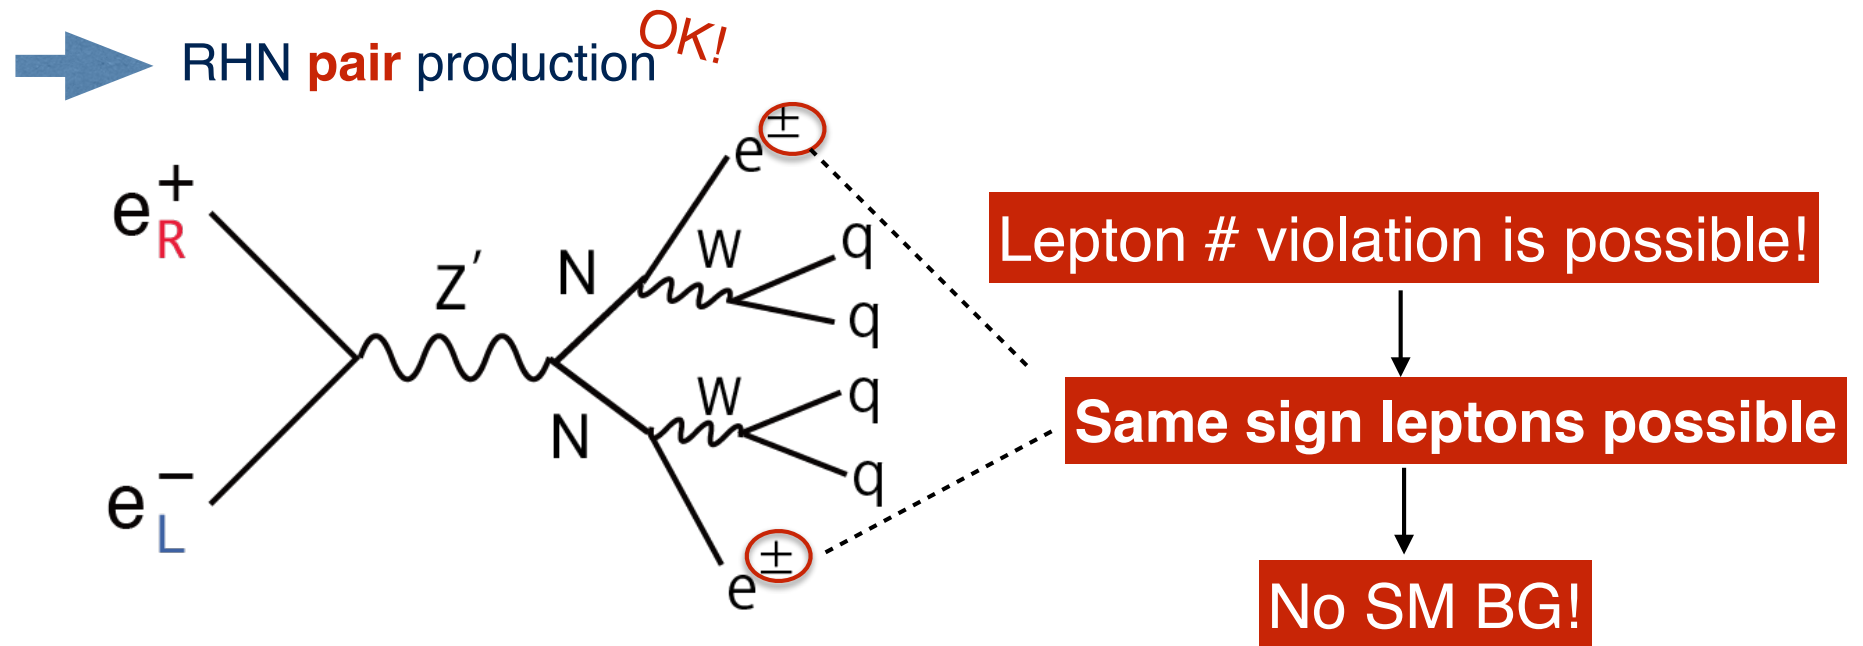 RHN pair production OK!
e±
e+R
W
q
Z′
N
q
W
q
N
q
e−L
e±
Lepton # violation is possible!
Same sign leptons possible
No SM BG!